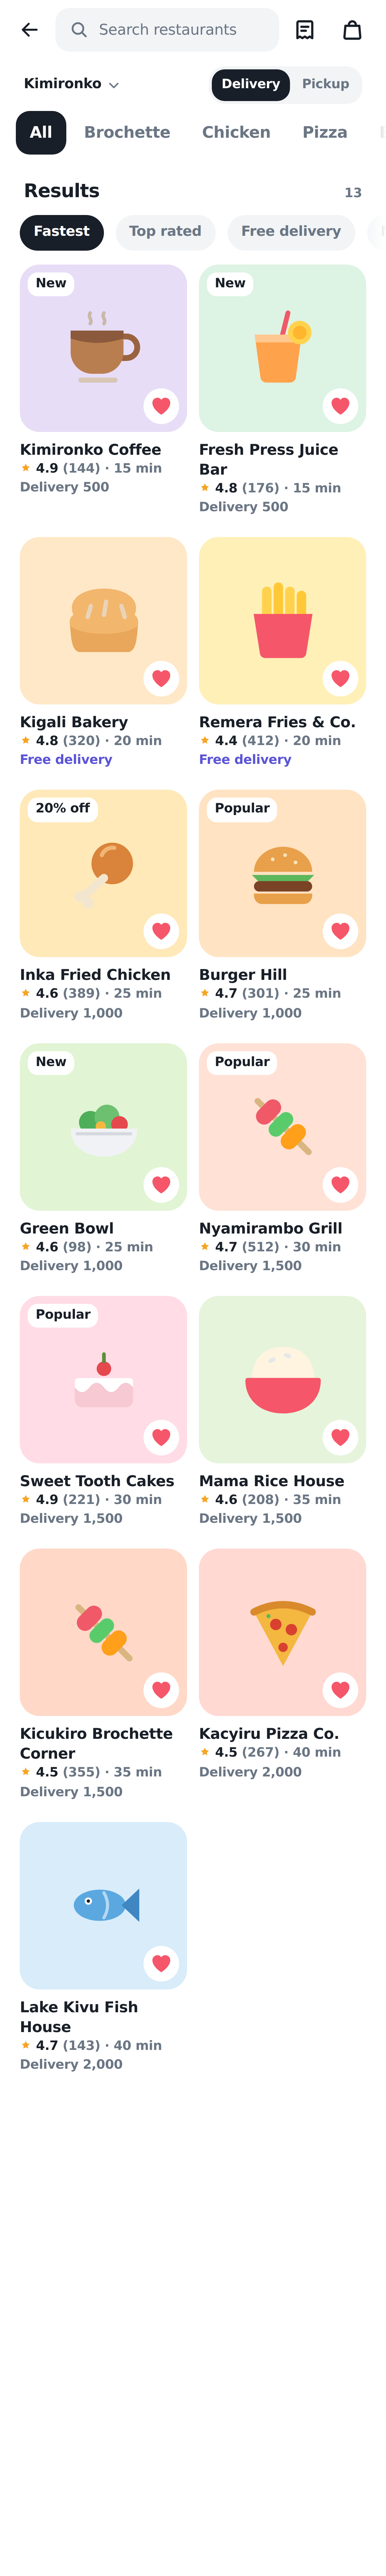 Search restaurants
Kimironko
Delivery Pickup
All Brochette Chicken Pizza
Results 13
Fastest Top rated Free delivery
New
Kimironko Coffee
4.9 (144) · 15 min
Delivery 500
New
Fresh Press Juice
Bar
4.8 (176) · 15 min
Delivery 500
Kigali Bakery
4.8 (320) · 20 min
Free delivery
Remera Fries & Co.
4.4 (412) · 20 min
Free delivery
20% off
Inka Fried Chicken
4.6 (389) · 25 min
Delivery 1,000
Popular
Burger Hill
4.7 (301) · 25 min
Delivery 1,000
New
Green Bowl
4.6 (98) · 25 min
Delivery 1,000
Popular
Nyamirambo Grill
4.7 (512) · 30 min
Delivery 1,500
Popular
Sweet Tooth Cakes
4.9 (221) · 30 min
Delivery 1,500
Mama Rice House
4.6 (208) · 35 min
Delivery 1,500
Kicukiro Brochette
Corner
4.5 (355) · 35 min
Delivery 1,500
Kacyiru Pizza Co.
4.5 (267) · 40 min
Delivery 2,000
Lake Kivu Fish
House
4.7 (143) · 40 min
Delivery 2,000